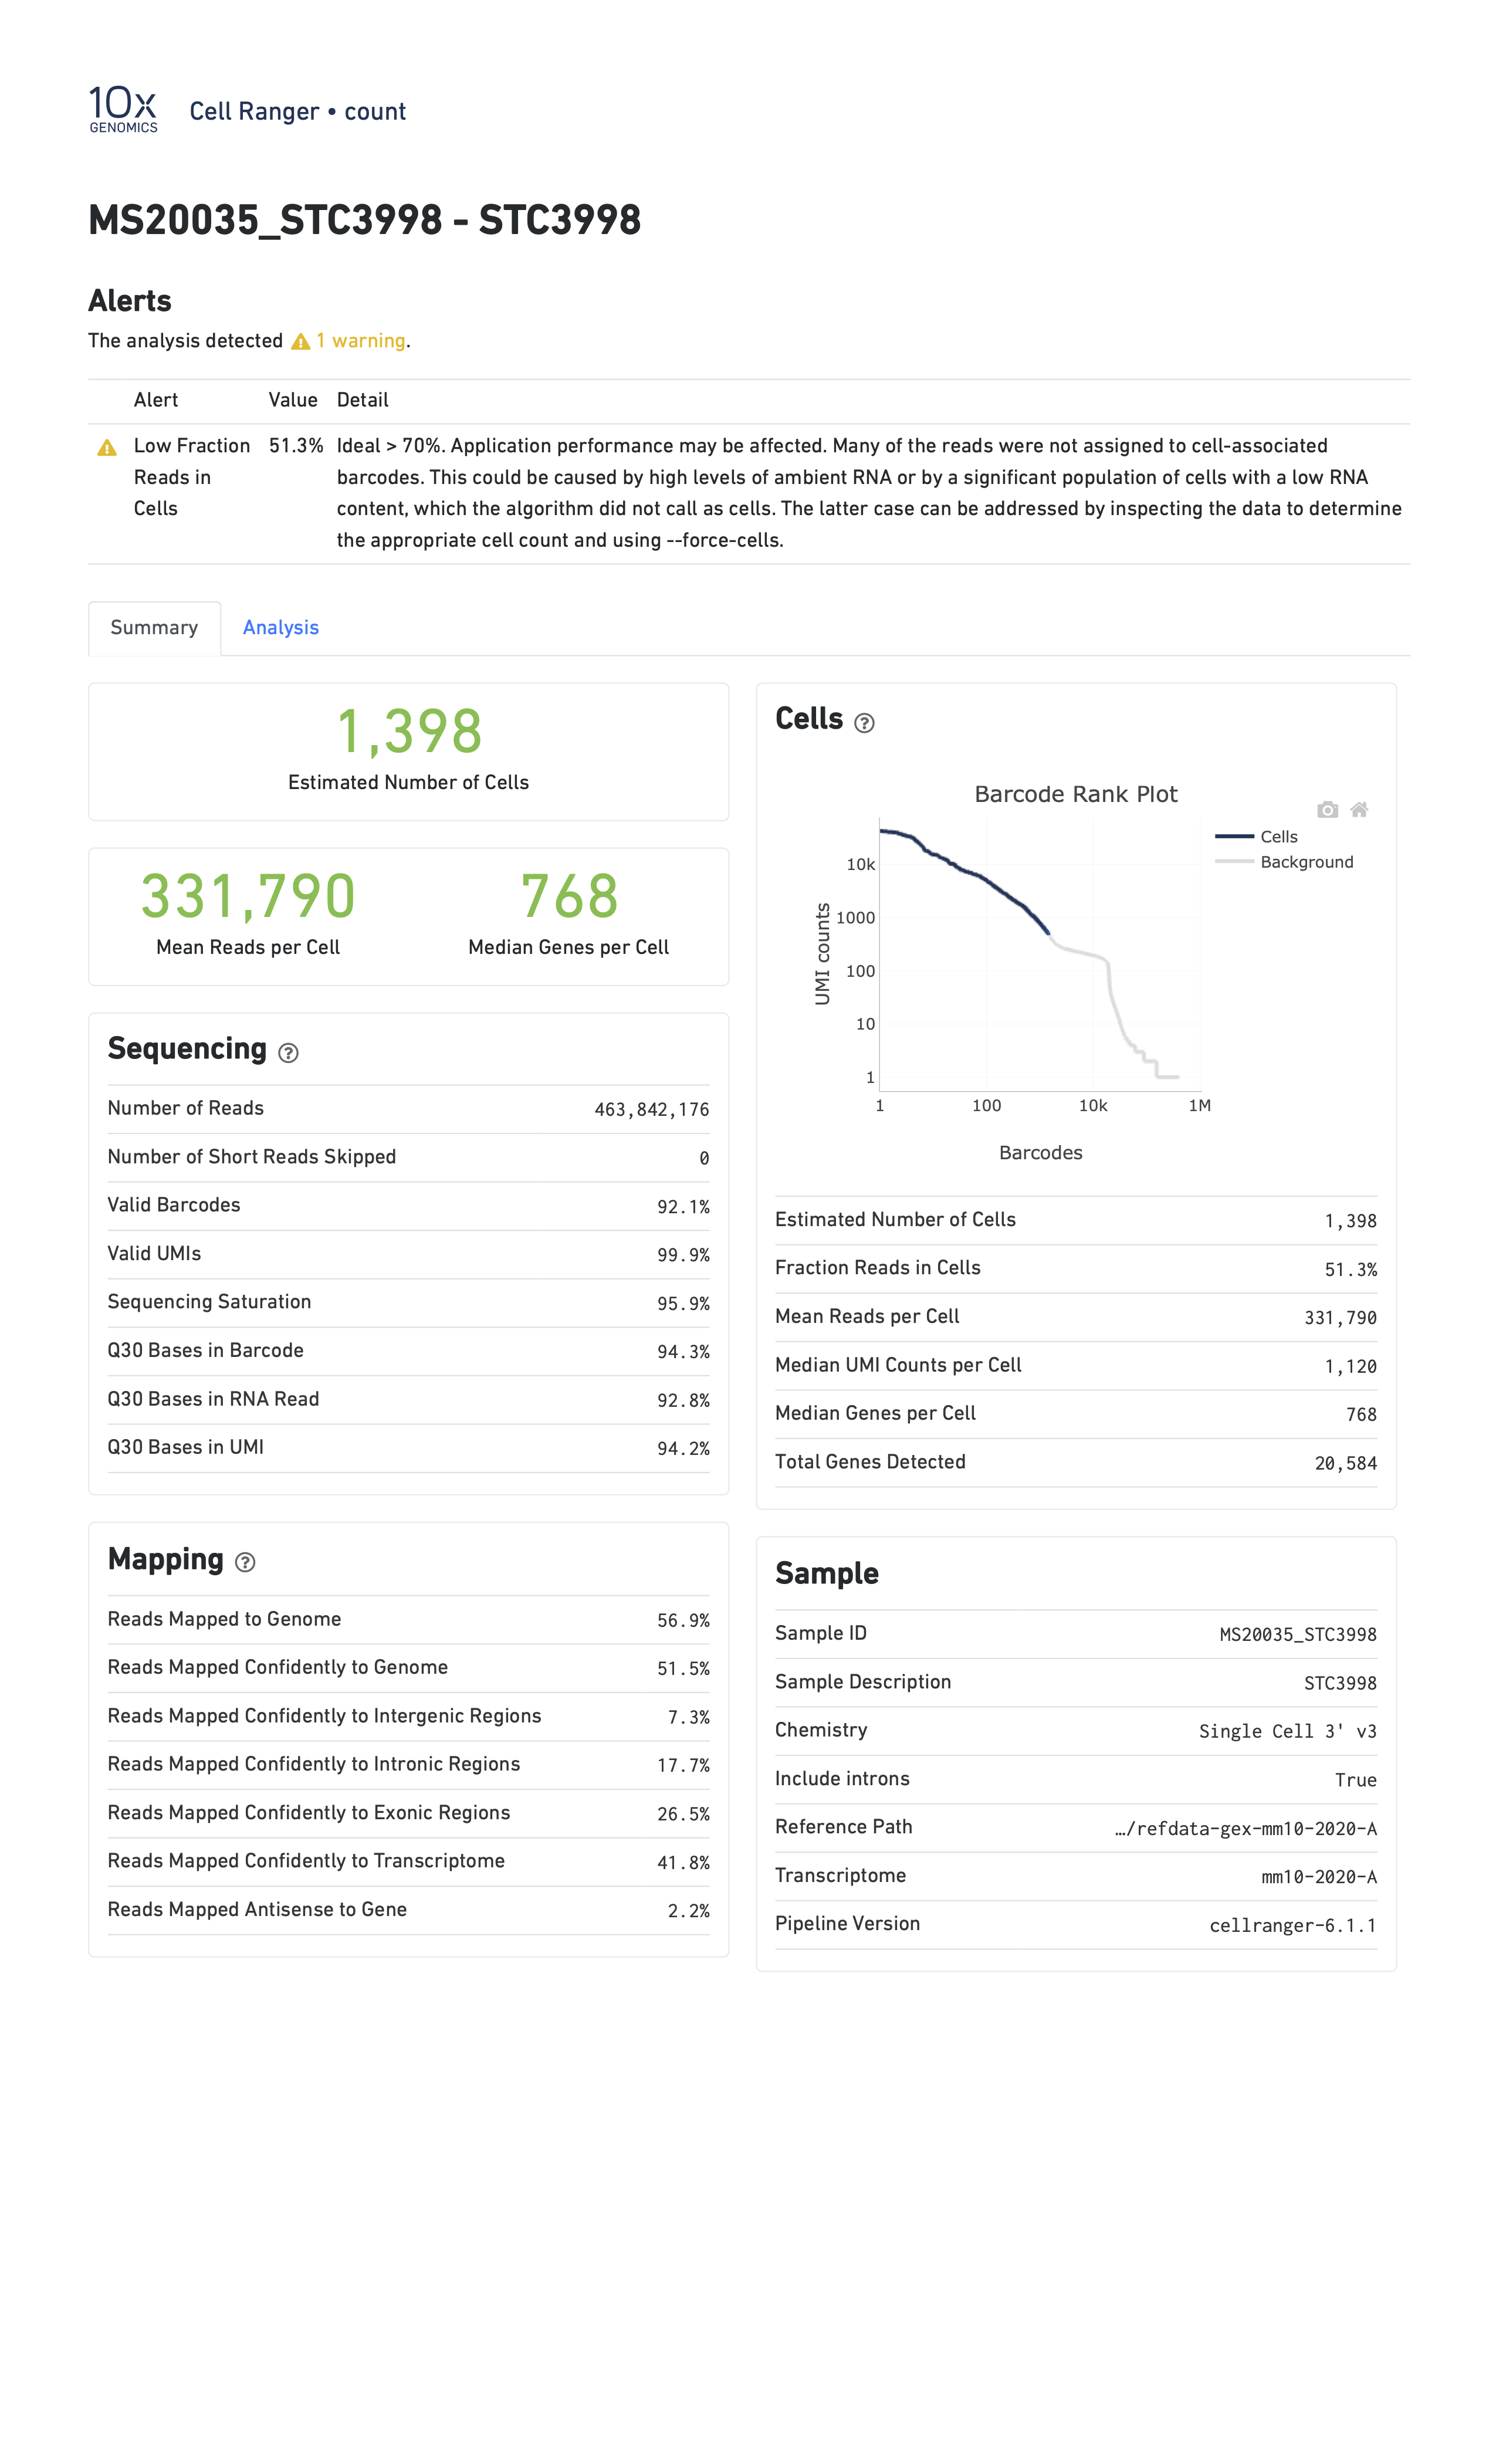 10x
GENOMICS
Cell Ranger • count
MS20035_STC3998 - STC3998
Alerts
The analysis detected 1 warning.
Alert Value Detail
Low Fraction Reads in Cells 51.3% Ideal > 70%. Application performance may be affected. Many of the reads were not assigned to cell-associated
barcodes. This could be caused by high levels of ambient RNA or by a significant population of cells with a low RNA
content, which the algorithm did not call as cells. The latter case can be addressed by inspecting the data to determine
the appropriate cell count and using --force-cells.
Summary Analysis
1,398
Estimated Number of Cells
331,790 768
Mean Reads per Cell Median Genes per Cell
Sequencing ?
Number of Reads 463,842,176
Number of Short Reads Skipped 0
Valid Barcodes 92.1%
Valid UMIs 99.9%
Sequencing Saturation 95.9%
Q30 Bases in Barcode 94.3%
Q30 Bases in RNA Read 92.8%
Q30 Bases in UMI 94.2%
Mapping ?
Reads Mapped to Genome 56.9%
Reads Mapped Confidently to Genome 51.5%
Reads Mapped Confidently to Intergenic Regions 7.3%
Reads Mapped Confidently to Intronic Regions 17.7%
Reads Mapped Confidently to Exonic Regions 26.5%
Reads Mapped Confidently to Transcriptome 41.8%
Reads Mapped Antisense to Gene 2.2%
Cells ?
Barcode Rank Plot
Cells
Background
UMI counts
10k
1000
100
10
1
1 100 10k 1M
Barcodes
Estimated Number of Cells 1,398
Fraction Reads in Cells 51.3%
Mean Reads per Cell 331,790
Median UMI Counts per Cell 1,120
Median Genes per Cell 768
Total Genes Detected 20,584
Sample
Sample ID MS20035_STC3998
Sample Description STC3998
Chemistry Single Cell 3' v3
Include introns True
Reference Path …/refdata-gex-mm10-2020-A
Transcriptome mm10-2020-A
Pipeline Version cellranger-6.1.1